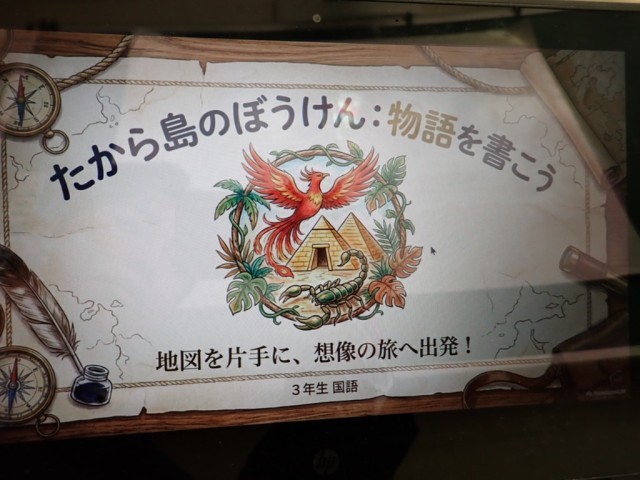 たから島のぼうけん：物語を書こう
地図を片手に、想像の旅へ出発！
3年生 国語
hp